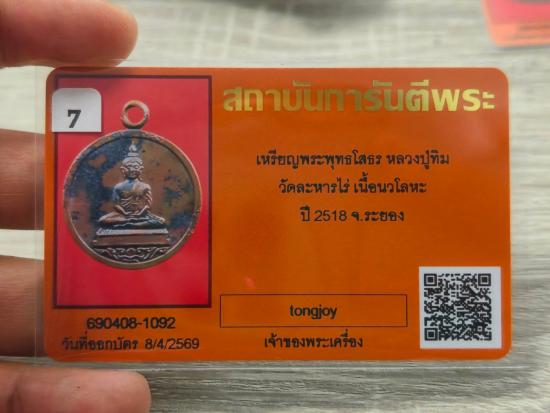 7
สถาบันการันตีพระ
เหรียญพระพุทธโสธร หลวงปู่ทิม
วัดละหารไร่ เนื้อนวโลหะ
ปี 2518 จ.ระยอง
tongjoy
690408-1092
วันที่ออกบัตร 8/4/2569
เจ้าของพระเครื่อง